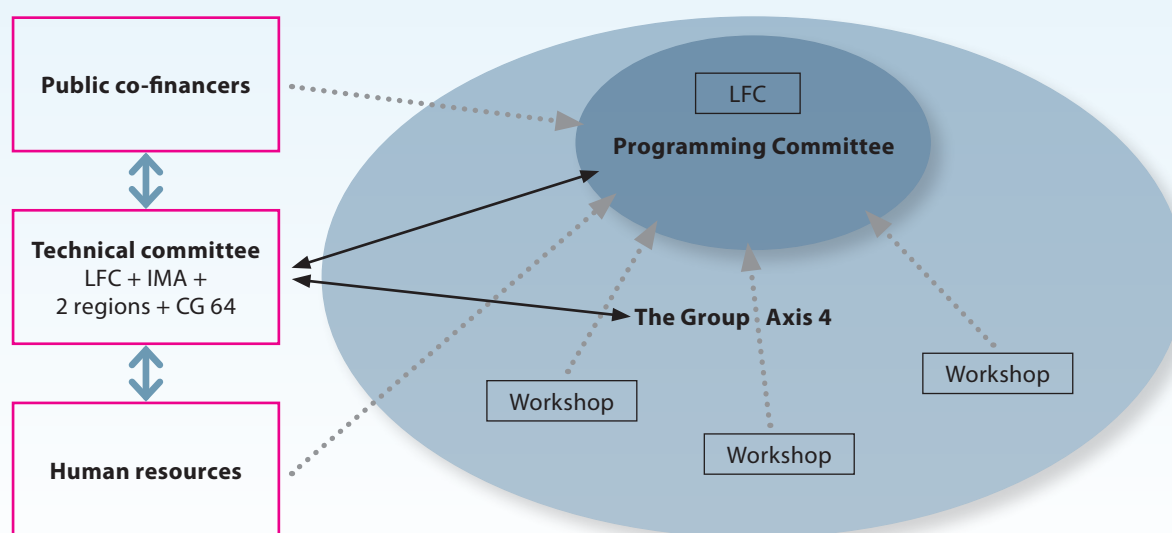 Public co-financers
Technical committee
LFC + IMA +
2 regions + CG 64
Human resources
LFC
Programming Committee
The Group Axis 4
Workshop
Workshop
Workshop